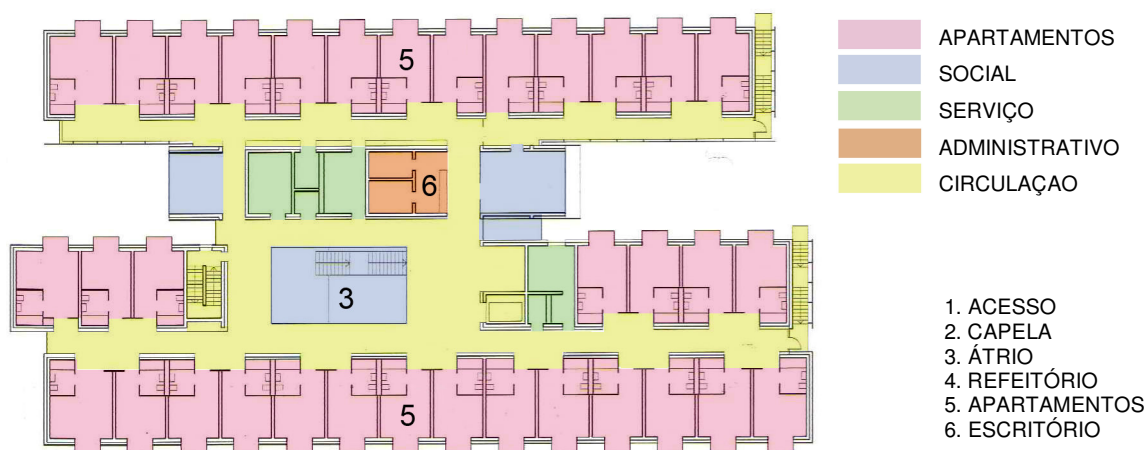 5
APARTAMENTOS
SOCIAL
SERVIÇO
ADMINISTRATIVO
CIRCULAÇAO
6
3
5
1. ACESSO
2. CAPELA
3. ÁTRIO
4. REFEITÓRIO
5. APARTAMENTOS
6. ESCRITÓRIO